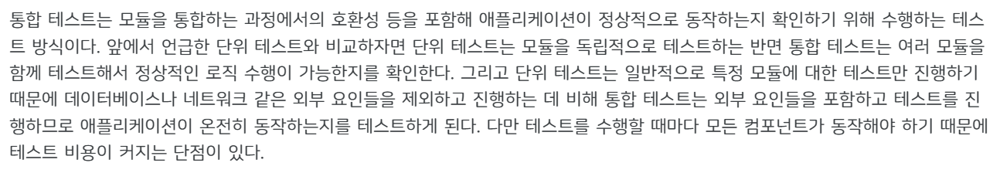 통합 테스트는 모듈을 통합하는 과정에서의 호환성 등을 포함해 애플리케이션이 정상적으로 동작하는지 확인하기 위해 수행하는 테스
트 방식이다. 앞에서 언급한 단위 테스트와 비교하자면 단위 테스트는 모듈을 독립적으로 테스트하는 반면 통합 테스트는 여러 모듈을
함께 테스트해서 정상적인 로직 수행이 가능한지를 확인한다. 그리고 단위 테스트는 일반적으로 특정 모듈에 대한 테스트만 진행하기
때문에 데이터베이스나 네트워크 같은 외부 요인들을 제외하고 진행하는 데 비해 통합 테스트는 외부 요인들을 포함하고 테스트를 진
행하므로 애플리케이션이 온전히 동작하는지를 테스트하게 된다. 다만 테스트를 수행할 때마다 모든 컴포넌트가 동작해야 하기 때문에
테스트 비용이 커지는 단점이 있다.